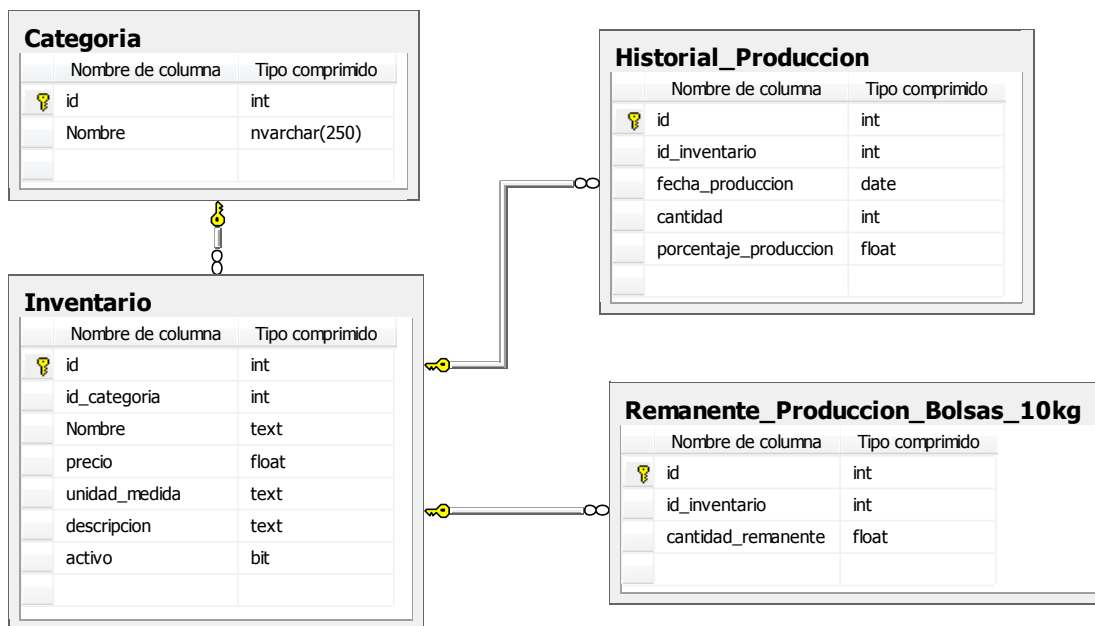 Categoria
Nombre de columna Tipo comprimido
id int
Nombre nvarchar(250)
Historial_Produccion
Nombre de columna Tipo comprimido
id int
id_inventario int
fecha_produccion date
cantidad int
porcentaje_produccion float
Inventario
Nombre de columna Tipo comprimido
id int
id_categoria int
Nombre text
precio float
unidad_medida text
descripcion text
activo bit
Remanente_Produccion_Bolsas_10kg
Nombre de columna Tipo comprimido
id int
id_inventario int
cantidad_remanente float